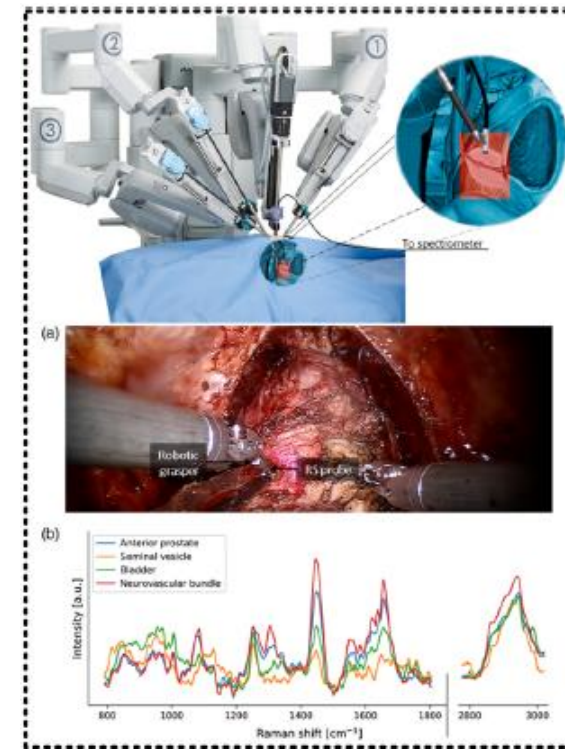 ②
①
③
To spectrometer
(a)
Robotic
grasper
RS probe
(b)
Anterior prostate
Seminal vesicle
Bladder
Neurovascular bundle
Intensity [a.u.]
800 1000 1200 1400 1600 1800 2800 3000
Raman shift [cm⁻¹]